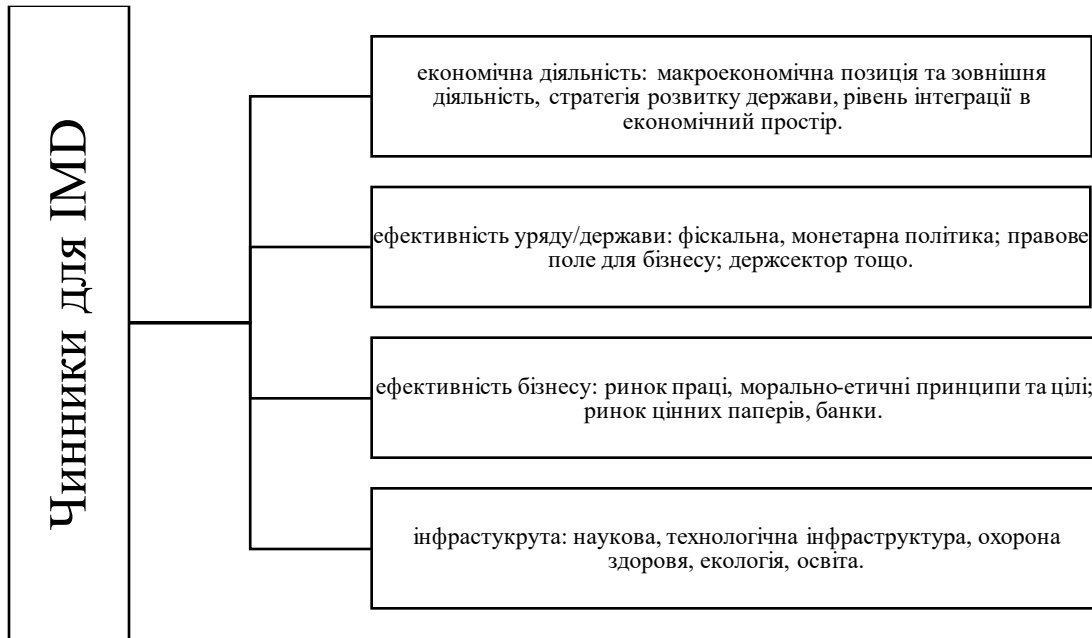 Чинники для IMD
економічна діяльність: макроекономічна позиція та зовнішня
діяльність, стратегія розвитку держави, рівень інтеграції в
економічний простір.
ефективність уряду/держави: фіскальна, монетарна політика; правове
поле для бізнесу; держсектор тощо.
ефективність бізнесу: ринок праці, морально-етичні принципи та цілі;
ринок цінних паперів, банки.
інфрастукрута: наукова, технологічна інфраструктура, охорона
здоровя, екологія, освіта.